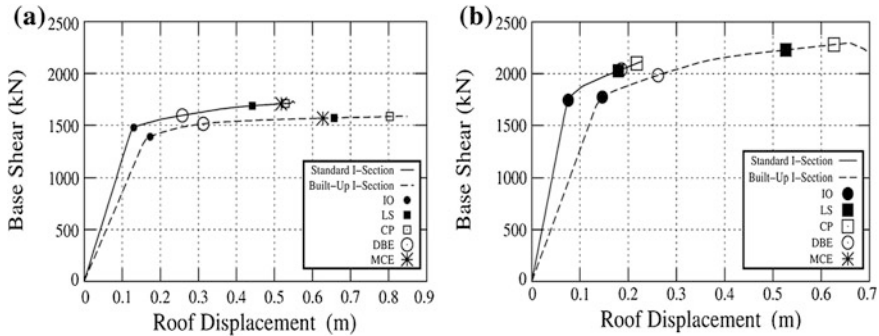 (a)
2500
2000
1500
1000
500
0
Base Shear (kN)
0 0.1 0.2 0.3 0.4 0.5 0.6 0.7 0.8 0.9
Roof Displacement (m)
Standard I-Section
Built-Up I-Section
IO
LS
CP
DBE
MCE
(b)
2500
2000
1500
1000
500
0
Base Shear (kN)
0 0.1 0.2 0.3 0.4 0.5 0.6 0.7
Roof Displacement (m)
Standard I-Section
Built-Up I-Section
IO
LS
CP
DBE
MCE